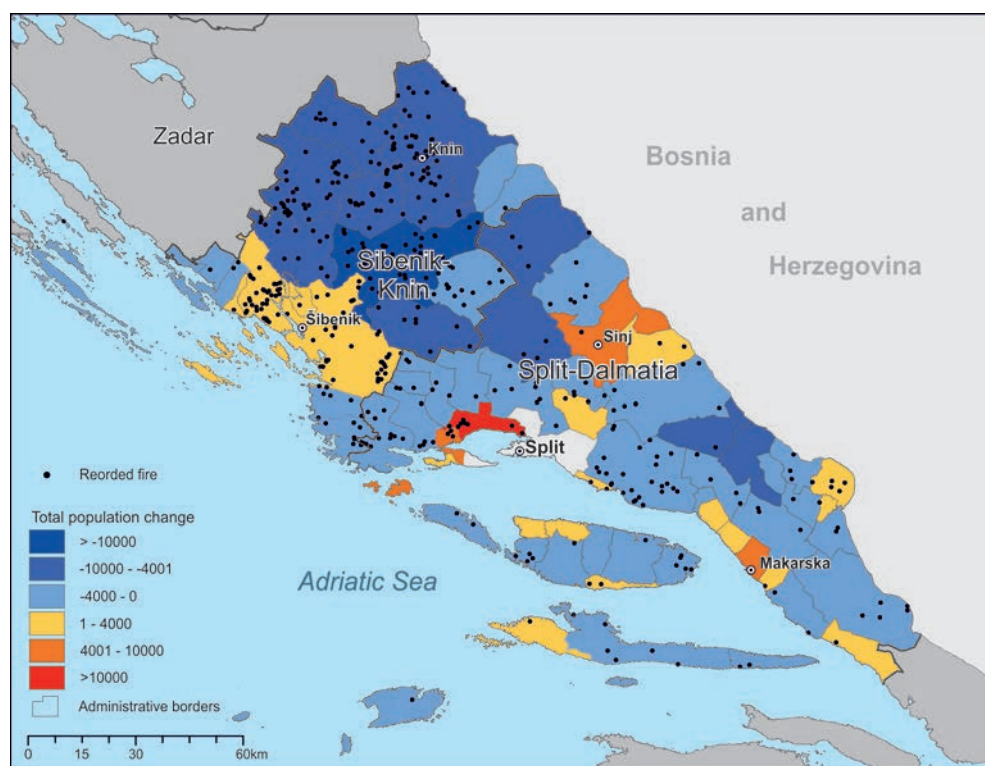 Zadar
Knin
Bosnia
and
Herzegovina
Šibenik-
Knin
Šibenik
Sinj
Split-Dalmatia
Split
Makarska
Adriatic Sea
Reorded fire
Total population change
> -10000
-10000 - -4001
-4000 - 0
1 - 4000
4001 - 10000
>10000
Administrative borders
0 15 30 60km